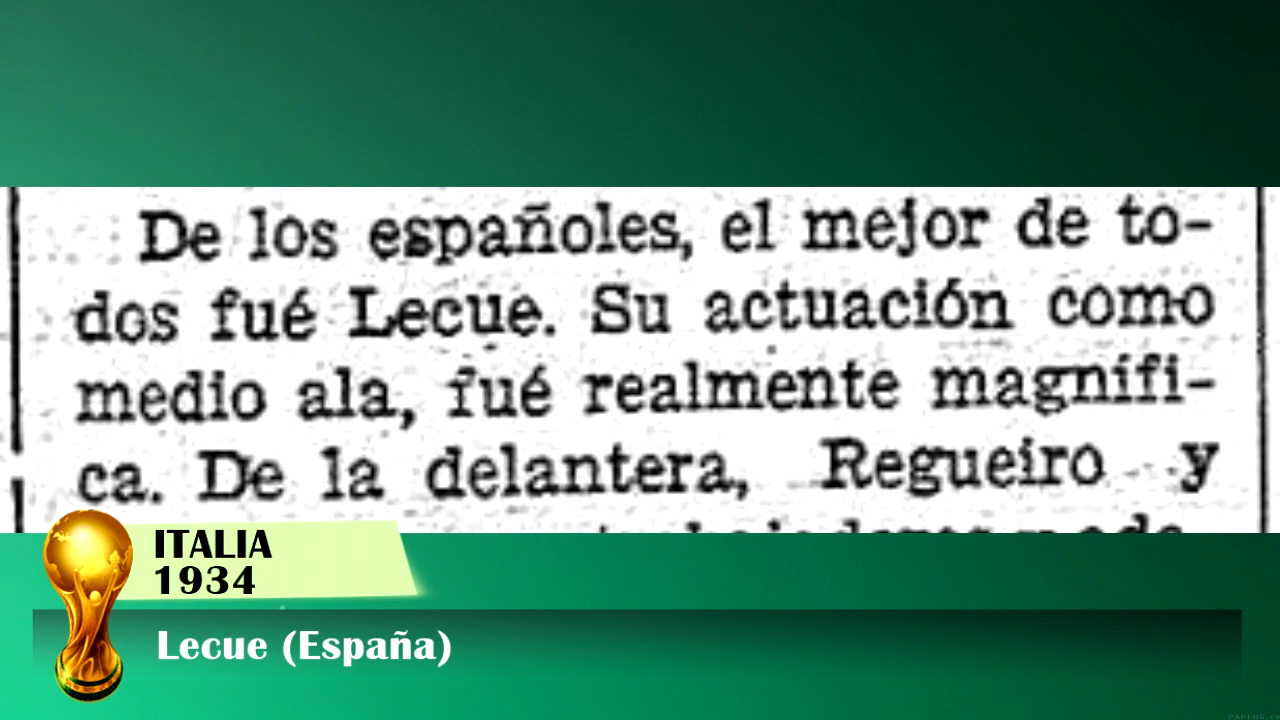 De los españoles, el mejor de to-
dos fué Lecue. Su actuación como
medio ala, fué realmente magnífi-
ca. De la delantera, Regueiro y
ITALIA
1934
Lecue (España)